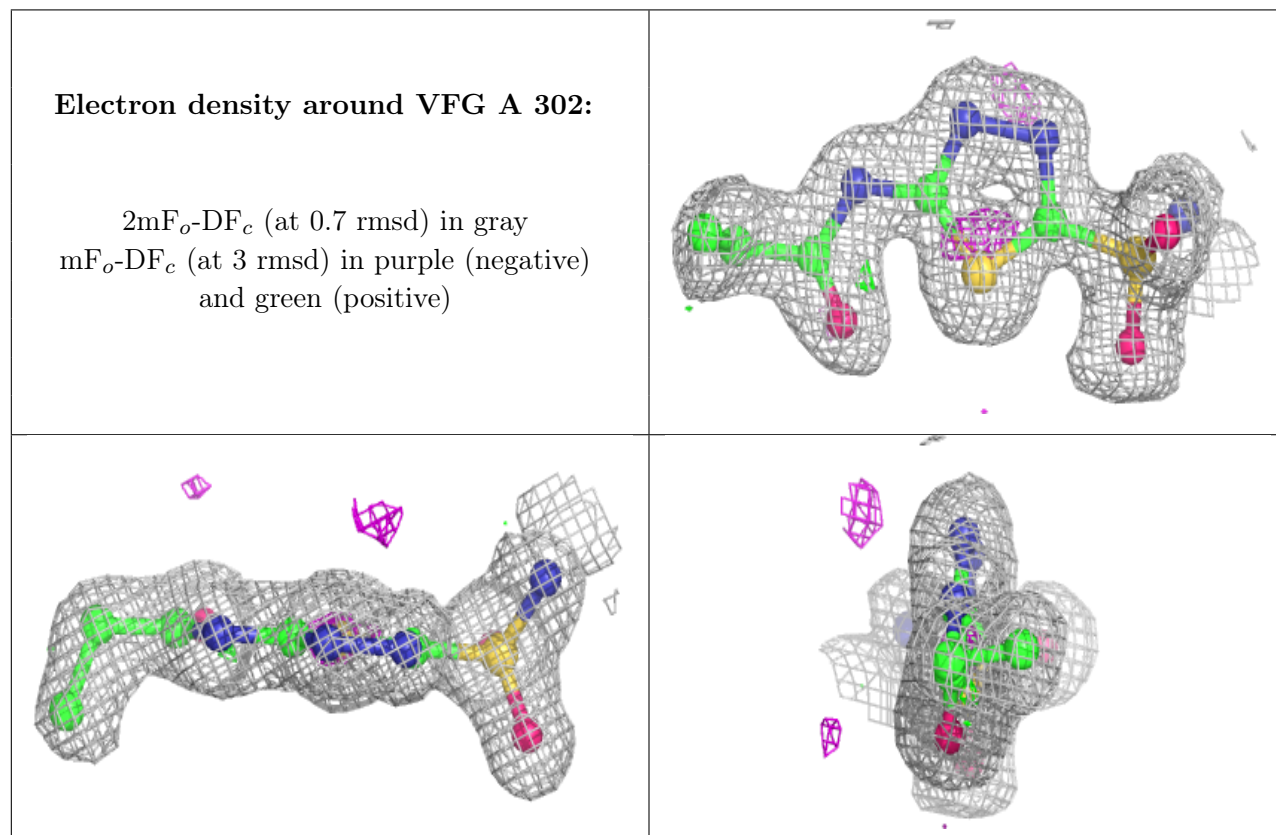 Electron density around VFG A 302:
2mFo-DFc (at 0.7 rmsd) in gray
mFo-DFc (at 3 rmsd) in purple (negative)
and green (positive)